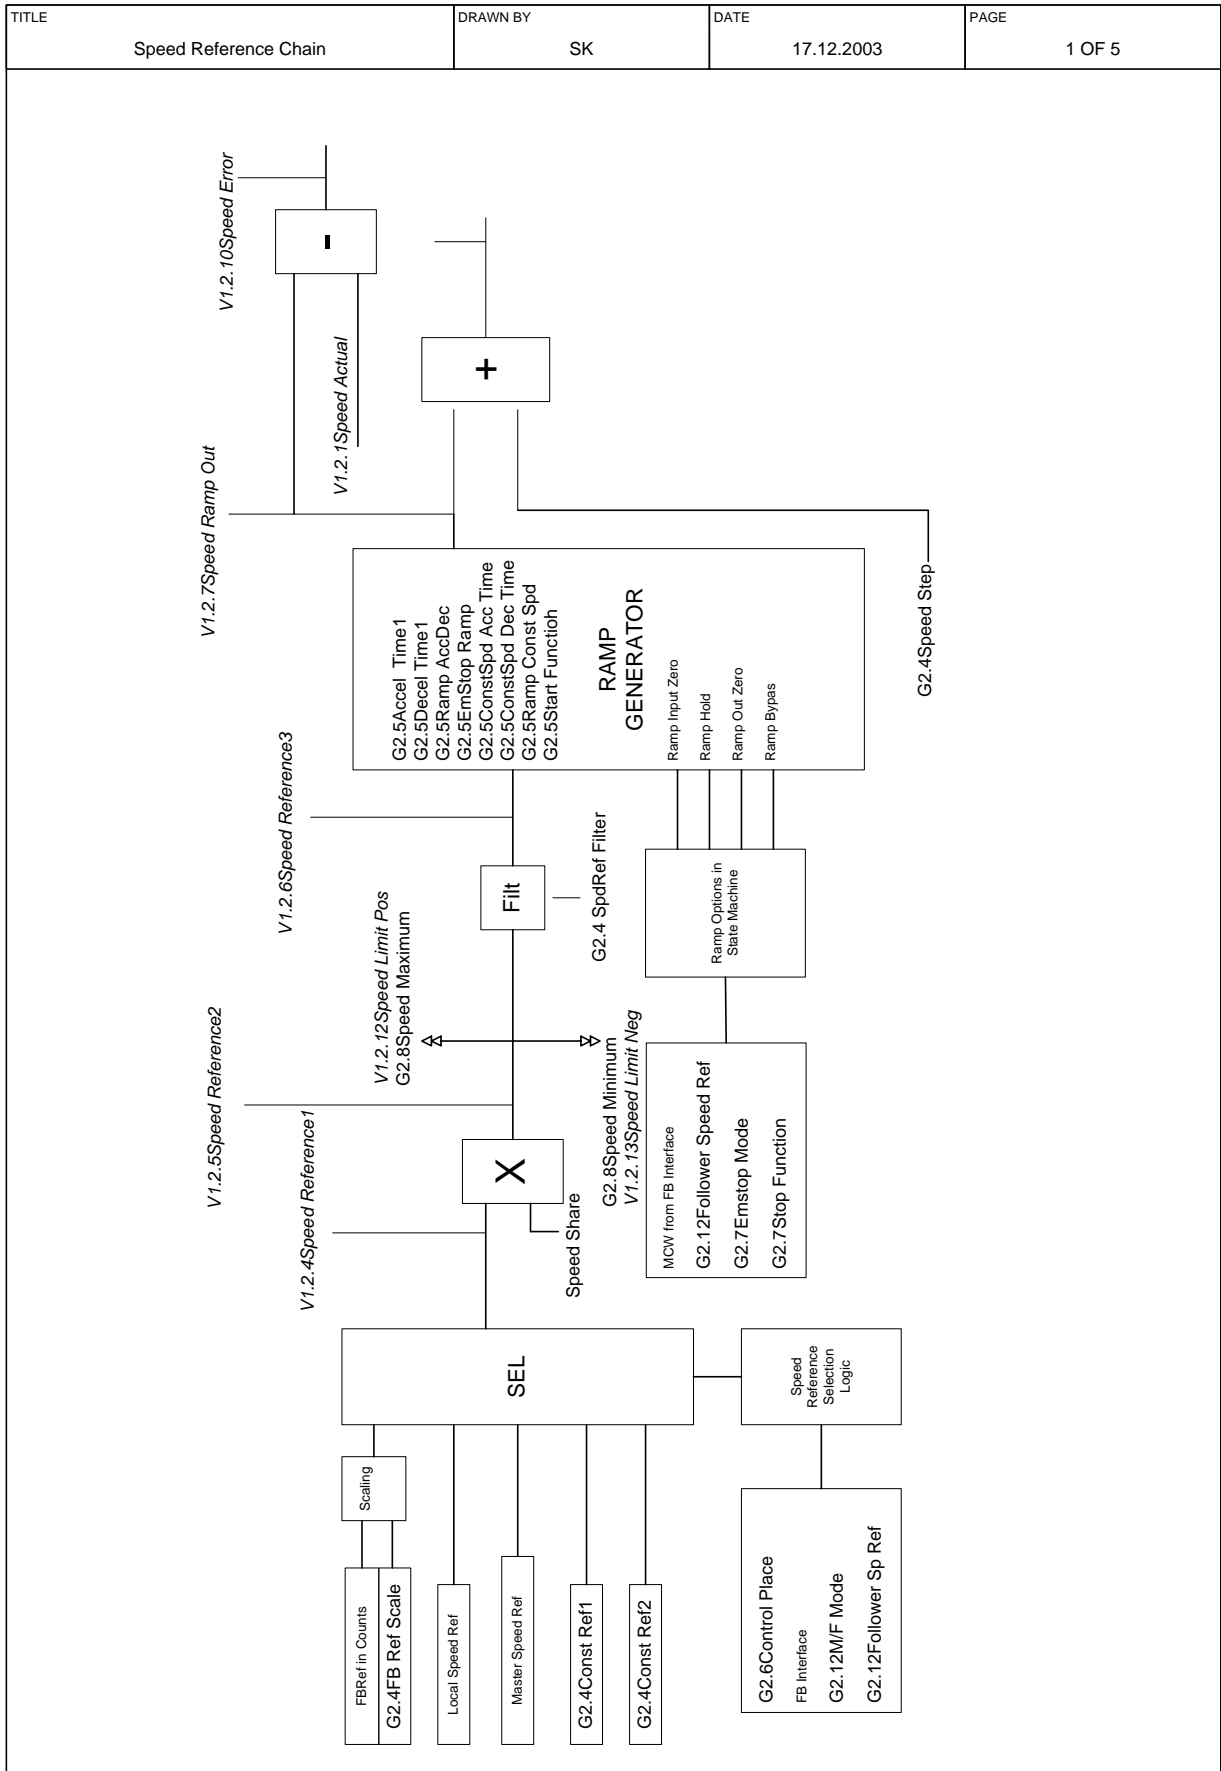 TITLE
Speed Reference Chain
DRAWN BY
SK
DATE
17.12.2003
PAGE
1 OF 5
FBRef in Counts
G2.4FB Ref Scale
Scaling
Local Speed Ref
Master Speed Ref
G2.4Const Ref1
G2.4Const Ref2
SEL
G2.6Control Place
FB Interface
G2.12M/F Mode
G2.12Follower Sp Ref
Speed
Reference
Selection
Logic
V1.2.4Speed Reference1
X
Speed Share
V1.2.5Speed Reference2
V1.2.12Speed Limit Pos
G2.8Speed Maximum
G2.8Speed Minimum
V1.2.13Speed Limit Neg
Filt
G2.4 SpdRef Filter
V1.2.6Speed Reference3
MCW from FB Interface
G2.12Follower Speed Ref
G2.7Emstop Mode
G2.7Stop Function
Ramp Options in
State Machine
G2.5Accel Time1
G2.5Decel Time1
G2.5Ramp AccDec
G2.5EmStop Ramp
G2.5ConstSpd Acc Time
G2.5ConstSpd Dec Time
G2.5Ramp Const Spd
G2.5Start Functioh
RAMP
GENERATOR
Ramp Input Zero
Ramp Hold
Ramp Out Zero
Ramp Bypas
V1.2.7Speed Ramp Out
G2.4Speed Step
+
V1.2.1Speed Actual
-
V1.2.10Speed Error